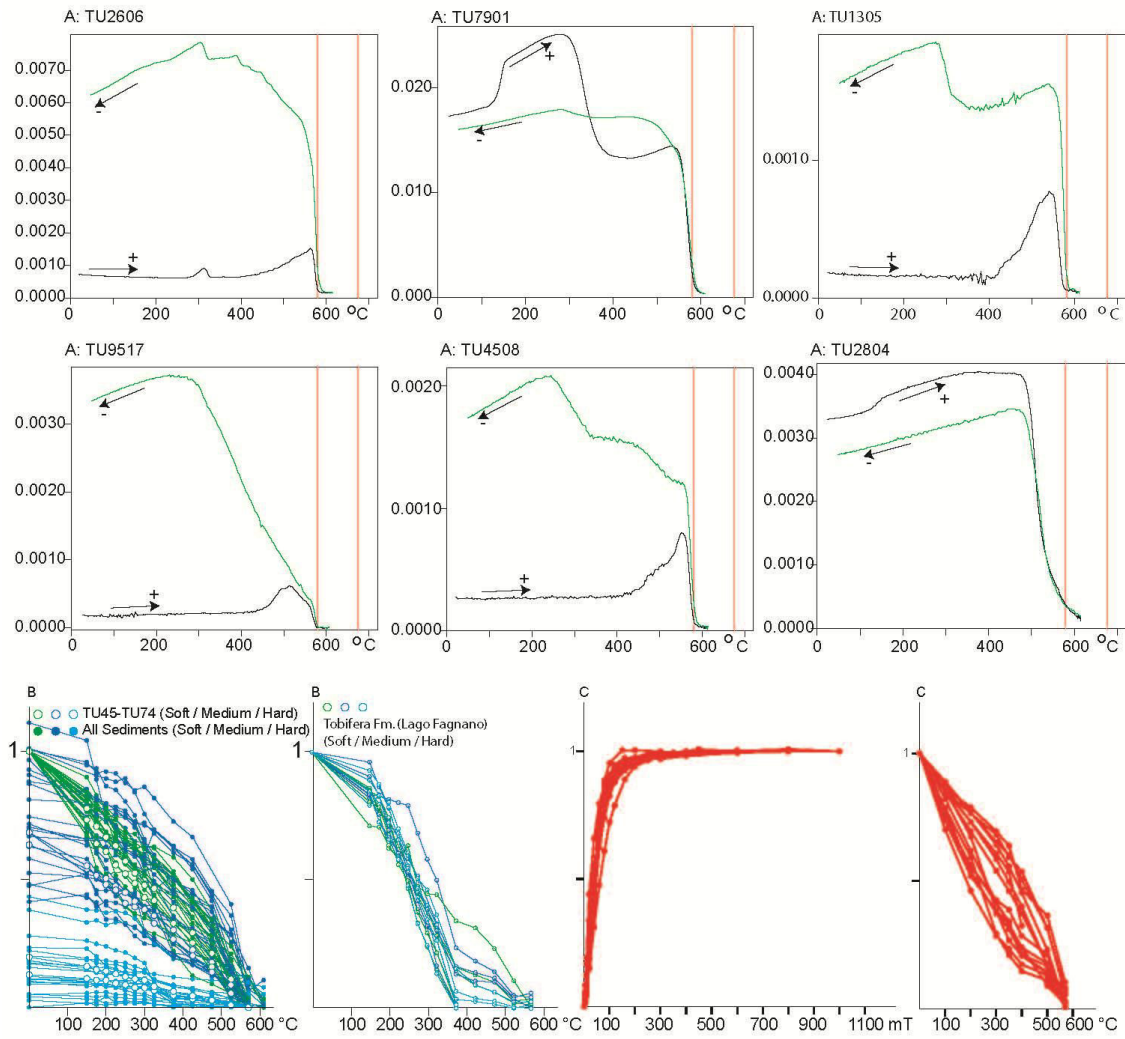 A: TU2606
0.0070
0.0060
0.0050
0.0040
0.0030
0.0020
0.0010
0.0000
- +
0 200 400 600 °C
A: TU7901
0.020
0.010
0.000
+ -
0 200 400 600 °C
A: TU1305
0.0010
0.0000
- +
0 200 400 600 °C
A: TU9517
0.0030
0.0020
0.0010
0.0000
- +
0 200 400 600 °C
A: TU4508
0.0020
0.0010
0.0000
- +
0 200 400 600 °C
A: TU2804
0.0040
0.0030
0.0020
0.0010
0.0000
+ -
0 200 400 600 °C
B
TU45-TU74 (Soft / Medium / Hard)
All Sediments (Soft / Medium / Hard)
1
100 200 300 400 500 600 °C
B
Tobifera Fm. (Lago Fagnano)
(Soft / Medium / Hard)
1
100 200 300 400 500 600 °C
C
1
100 300 500 700 900 1100 mT
C
1
100 300 500 600 °C